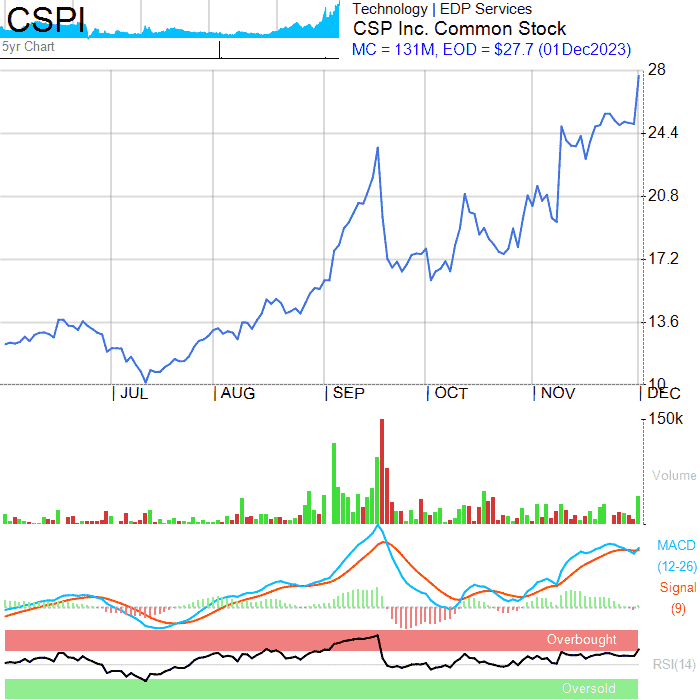 CSPI
5yr Chart
Technology | EDP Services
CSP Inc. Common Stock
MC = 131M, EOD = $27.7 (01Dec2023)
28
24.4
20.8
17.2
13.6
10
JUL AUG SEP OCT NOV DEC
150k
Volume
MACD
(12-26)
Signal
(9)
Overbought
RSI(14)
Oversold